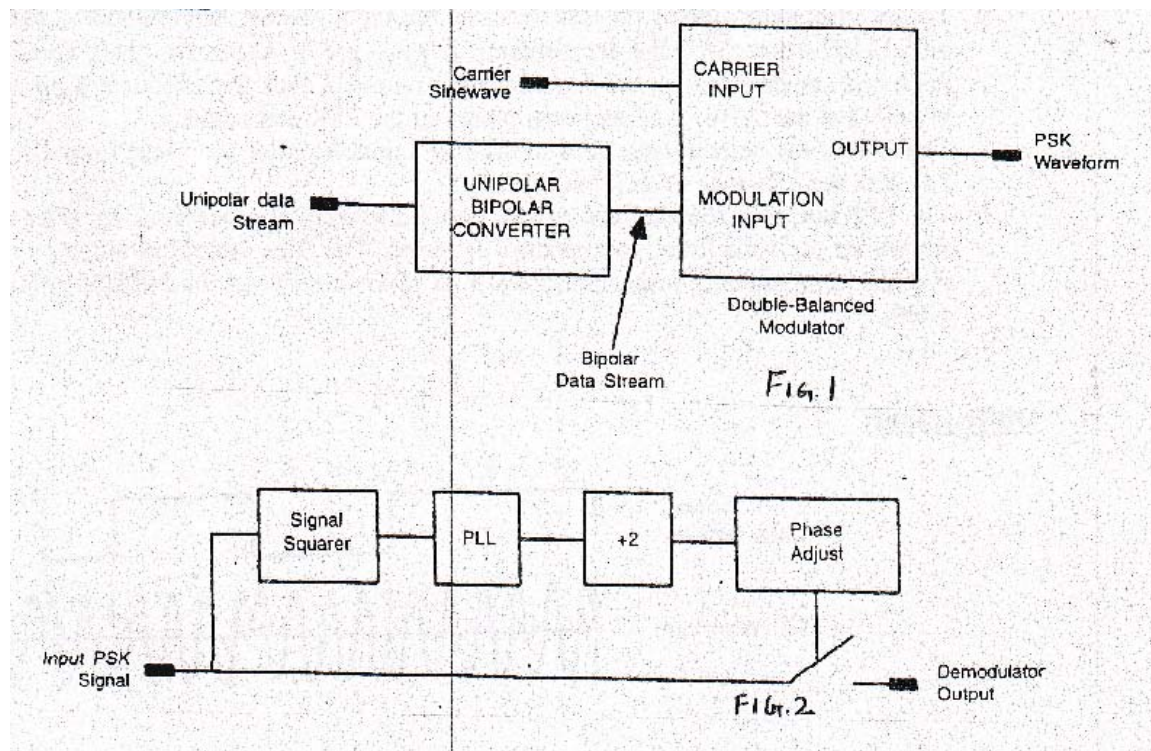 Carrier
Sinewave
CARRIER
INPUT
OUTPUT
PSK
Waveform
Unipolar data
Stream
UNIPOLAR
BIPOLAR
CONVERTER
MODULATION
INPUT
Double-Balanced
Modulator
Bipolar
Data Stream
FIG. 1
Signal
Squarer
PLL
+2
Phase
Adjust
Input PSK
Signal
Demodulator
Output
FIG. 2